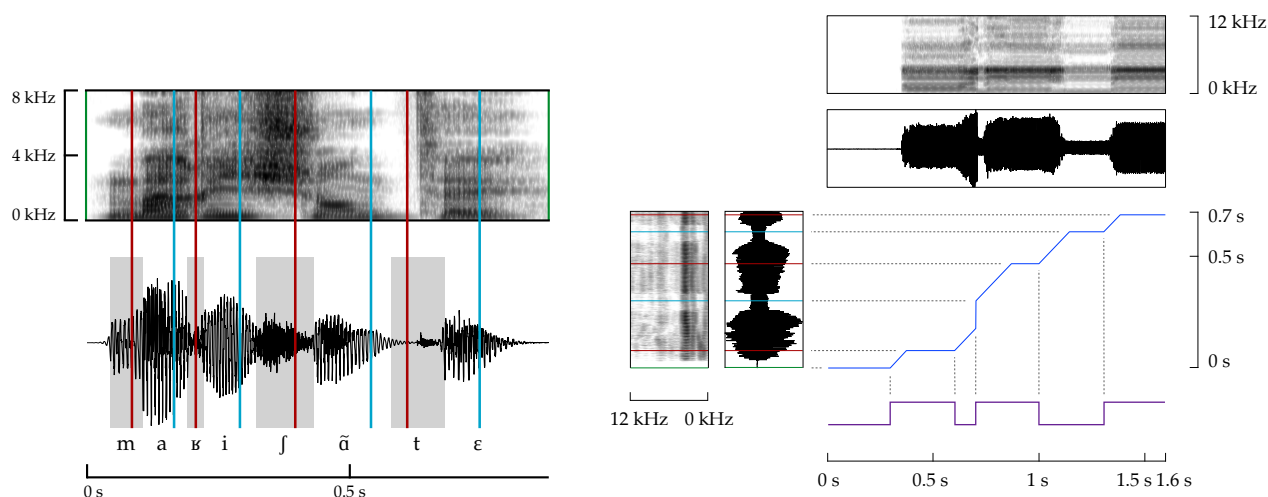 8 kHz
4 kHz
0 kHz
m a ʁ i ʃ ɑ̃ t ɛ
0 s 0.5 s
12 kHz
0 kHz
0.7 s
0.5 s
0 s
12 kHz 0 kHz
0 s 0.5 s 1 s 1.5 s 1.6 s